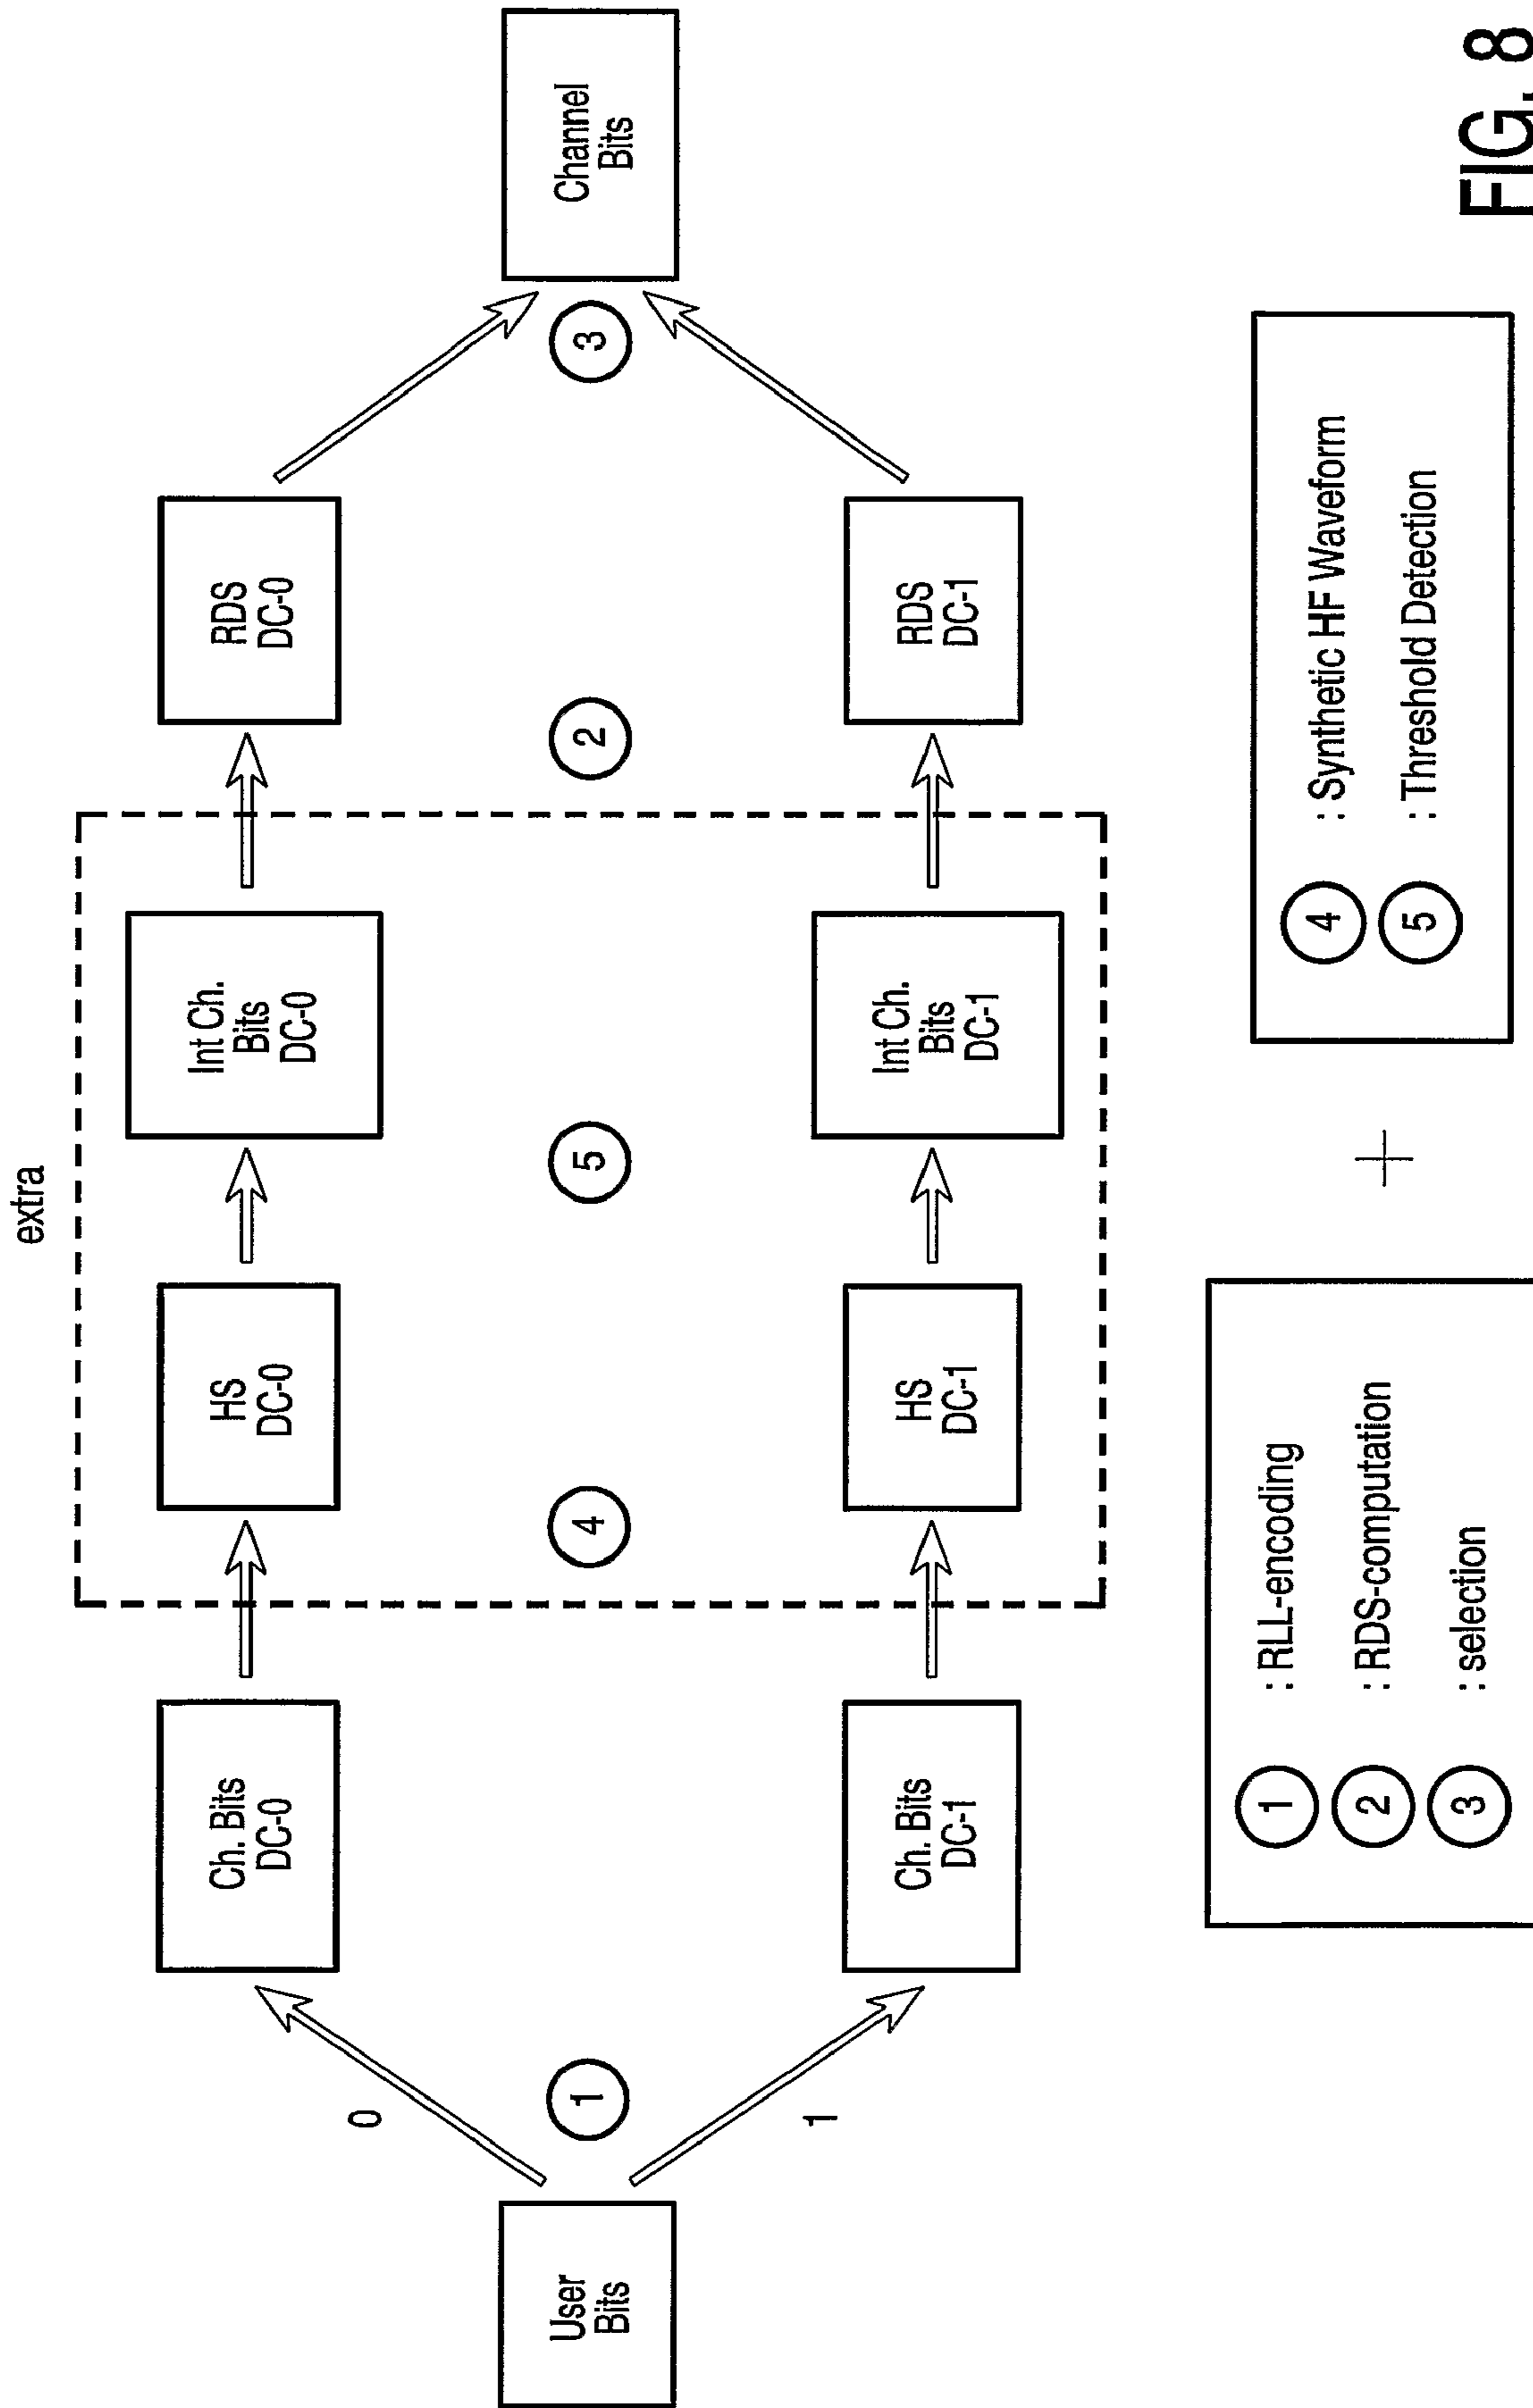 extra
User
Bits
0
1
1
Ch. Bits
DC-0
Ch. Bits
DC-1
4
HS
DC-0
HS
DC-1
5
Int Ch.
Bits
DC-0
Int Ch.
Bits
DC-1
2
RDS
DC-0
RDS
DC-1
3
Channel
Bits
1 : RLL-encoding
2 : RDS-computation
3 : selection
+
4 : Synthetic HF Waveform
5 : Threshold Detection
FIG. 8